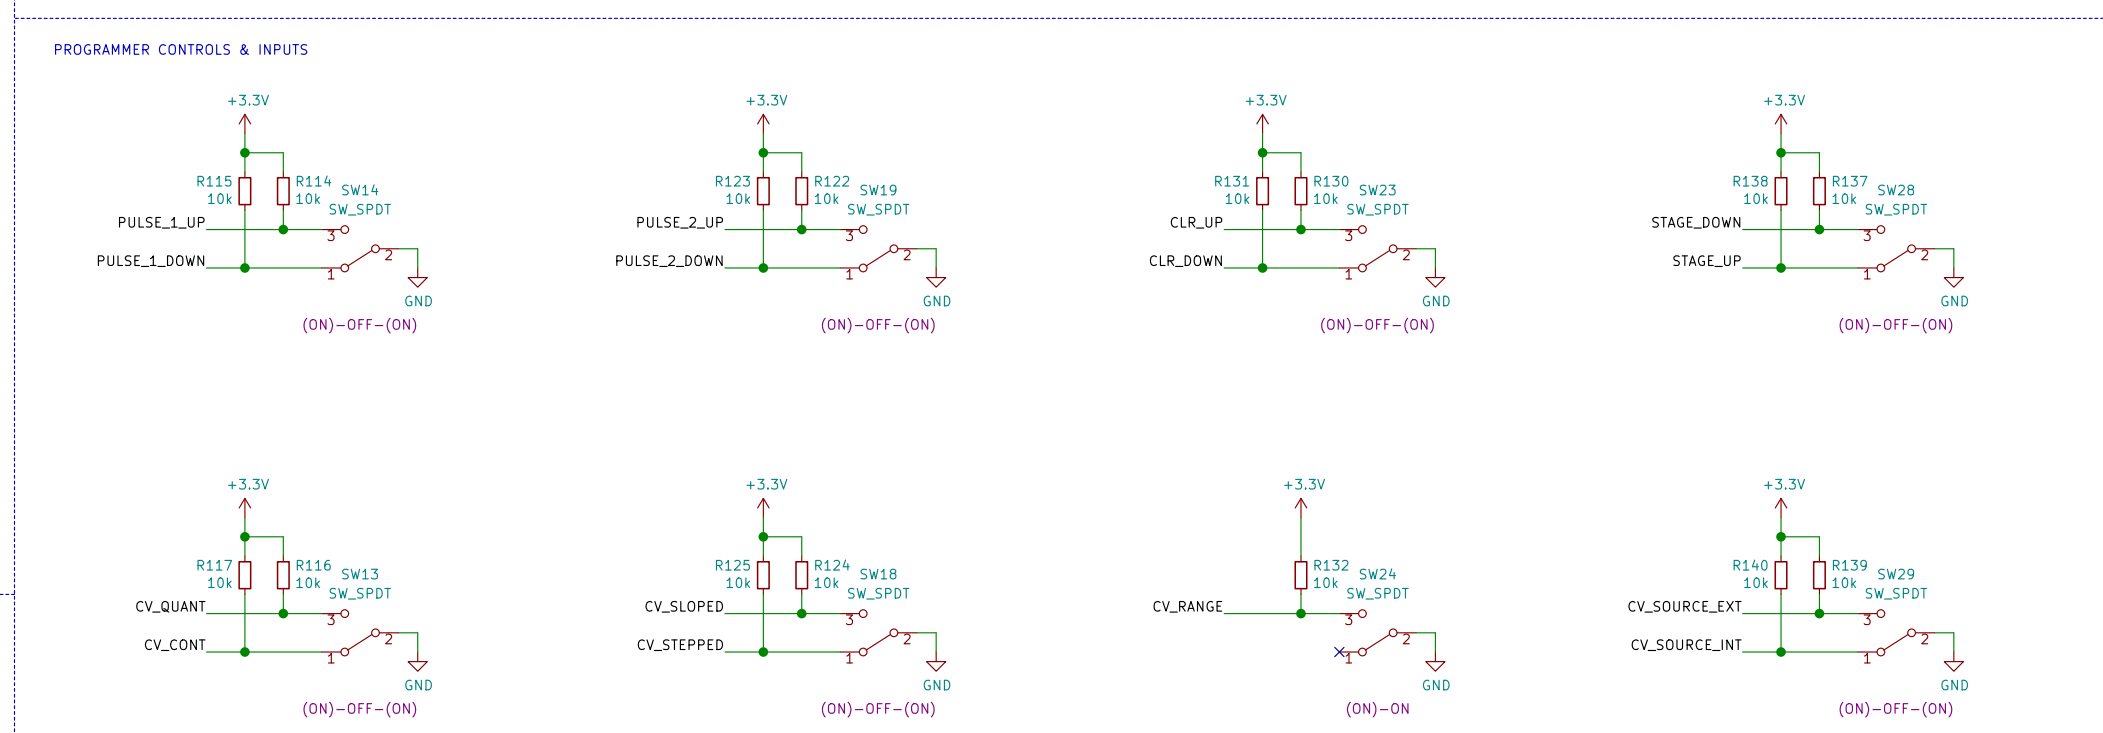 PROGRAMMER CONTROLS & INPUTS
+3.3V
R115
10k
R114
10k
SW14
SW_SPDT
PULSE_1_UP
3
PULSE_1_DOWN
1
2
GND
(ON)-OFF-(ON)
+3.3V
R123
10k
R122
10k
SW19
SW_SPDT
PULSE_2_UP
3
PULSE_2_DOWN
1
2
GND
(ON)-OFF-(ON)
+3.3V
R131
10k
R130
10k
SW23
SW_SPDT
CLR_UP
3
CLR_DOWN
1
2
GND
(ON)-OFF-(ON)
+3.3V
R138
10k
R137
10k
SW28
SW_SPDT
STAGE_DOWN
3
STAGE_UP
1
2
GND
(ON)-OFF-(ON)
+3.3V
R117
10k
R116
10k
SW13
SW_SPDT
CV_QUANT
3
CV_CONT
1
2
GND
(ON)-OFF-(ON)
+3.3V
R125
10k
R124
10k
SW18
SW_SPDT
CV_SLOPED
3
CV_STEPPED
1
2
GND
(ON)-OFF-(ON)
+3.3V
R132
10k
SW24
SW_SPDT
CV_RANGE
3
1
2
GND
(ON)-ON
+3.3V
R140
10k
R139
10k
SW29
SW_SPDT
CV_SOURCE_EXT
3
CV_SOURCE_INT
1
2
GND
(ON)-OFF-(ON)